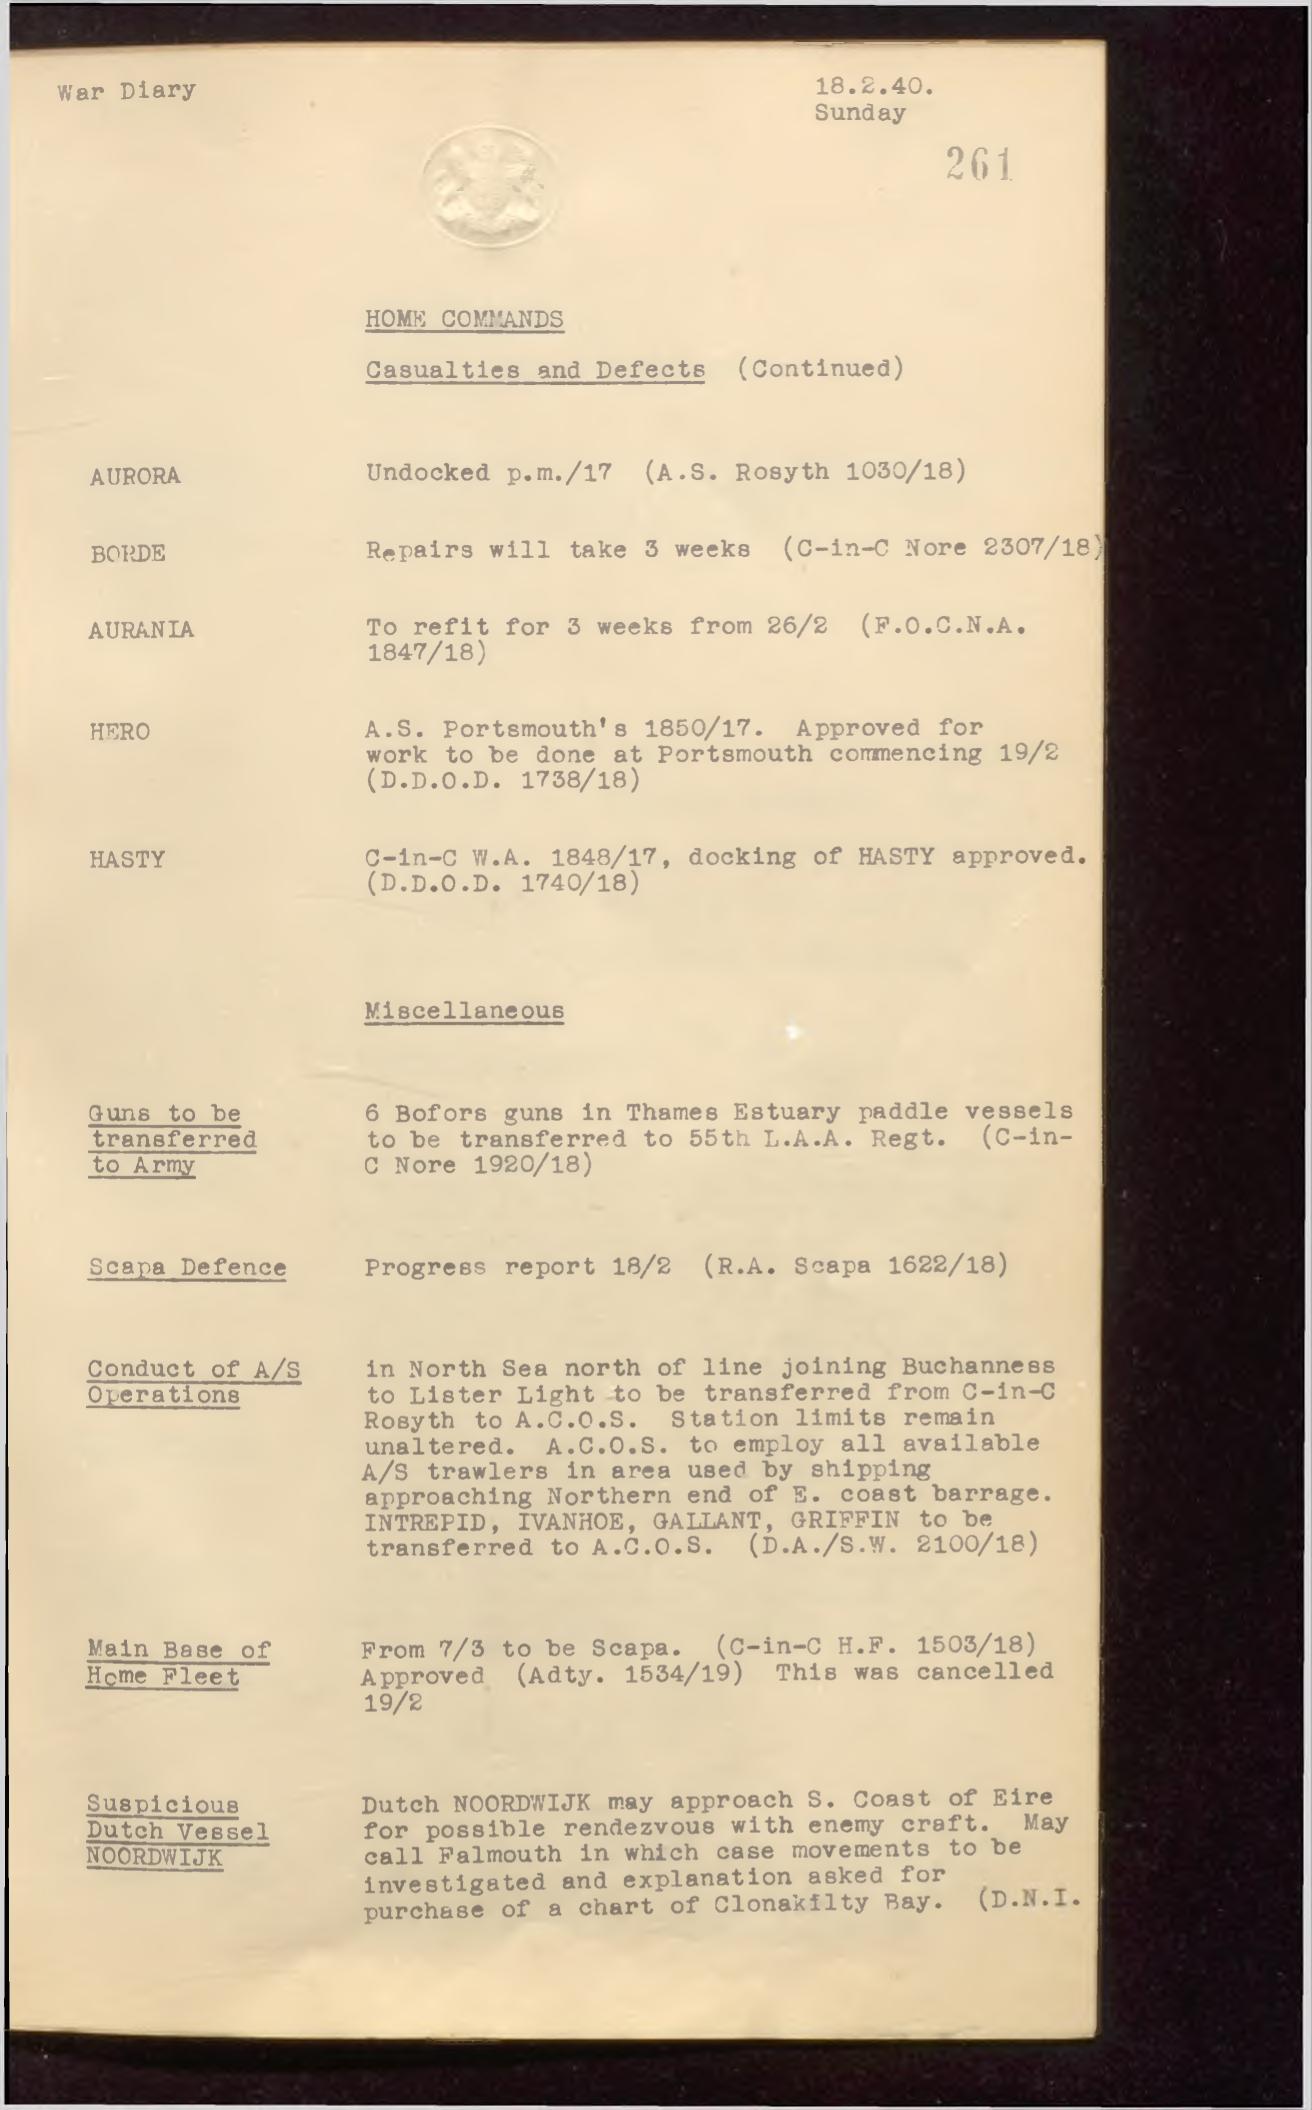 War Diary
18.2.40.
Sunday
261
HOME COMMANDS
Casualties and Defects (Continued)
AURORA Undocked p.m./17 (A.S. Rosyth 1030/18)
BORDE Repairs will take 3 weeks (C-in-C Nore 2307/18)
AURANIA To refit for 3 weeks from 26/2 (F.O.C.N.A.
1847/18)
HERO A.S. Portsmouth's 1850/17. Approved for
work to be done at Portsmouth commencing 19/2
(D.D.O.D. 1738/18)
HASTY C-in-C W.A. 1848/17, docking of HASTY approved.
(D.D.O.D. 1740/18)
Miscellaneous
Guns to be 6 Bofors guns in Thames Estuary paddle vessels
transferred to be transferred to 55th L.A.A. Regt. (C-in-
to Army C Nore 1920/18)
Scapa Defence Progress report 18/2 (R.A. Scapa 1622/18)
Conduct of A/S in North Sea north of line joining Buchanness
Operations to Lister Light to be transferred from C-in-C
Rosyth to A.C.O.S. Station limits remain
unaltered. A.C.O.S. to employ all available
A/S trawlers in area used by shipping
approaching Northern end of E. coast barrage.
INTREPID, IVANHOE, GALLANT, GRIFFIN to be
transferred to A.C.O.S. (D.A./S.W. 2100/18)
Main Base of From 7/3 to be Scapa. (C-in-C H.F. 1503/18)
Home Fleet Approved (Adty. 1534/19) This was cancelled
19/2
Suspicious Dutch NOORDWIJK may approach S. Coast of Eire
Dutch Vessel for possible rendezvous with enemy craft. May
NOORDWIJK call Falmouth in which case movements to be
investigated and explanation asked for
purchase of a chart of Clonakilty Bay. (D.N.I.